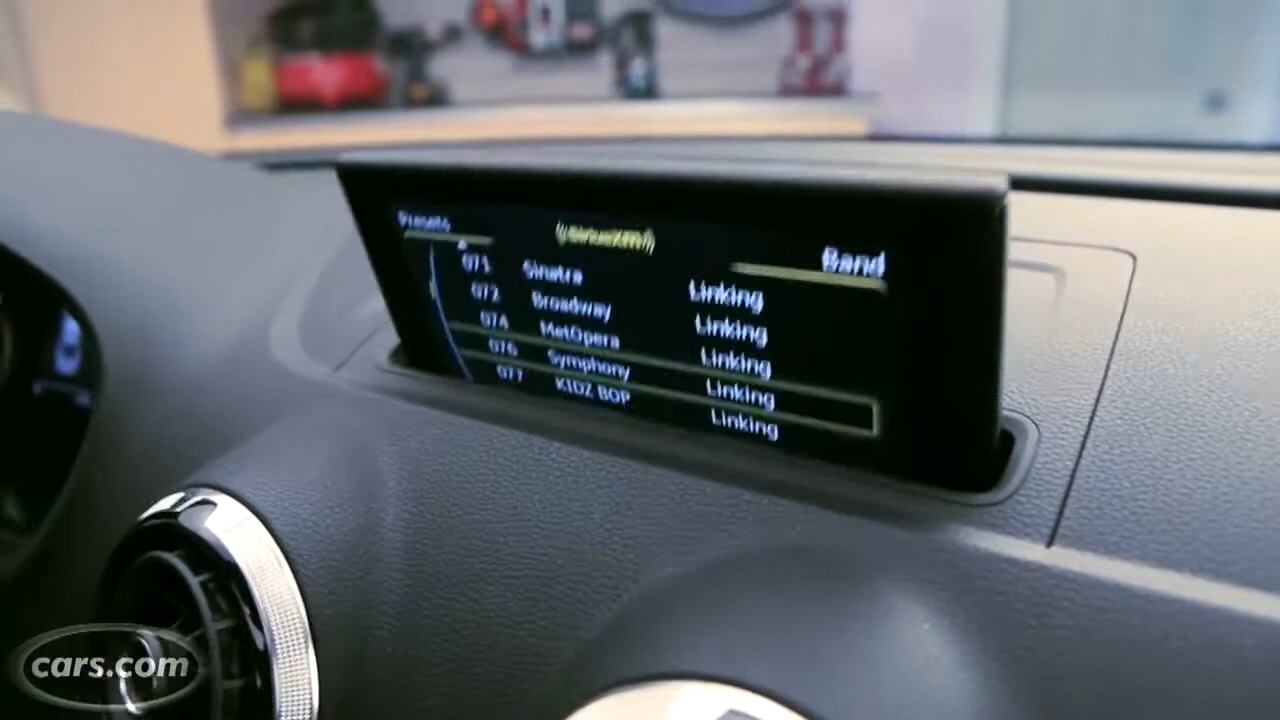 Presets
((SiriusXM))
Band
071 Sinatra Linking
072 Broadway Linking
074 MetOpera Linking
076 Symphony Linking
077 KIDZ BOP Linking
cars.com